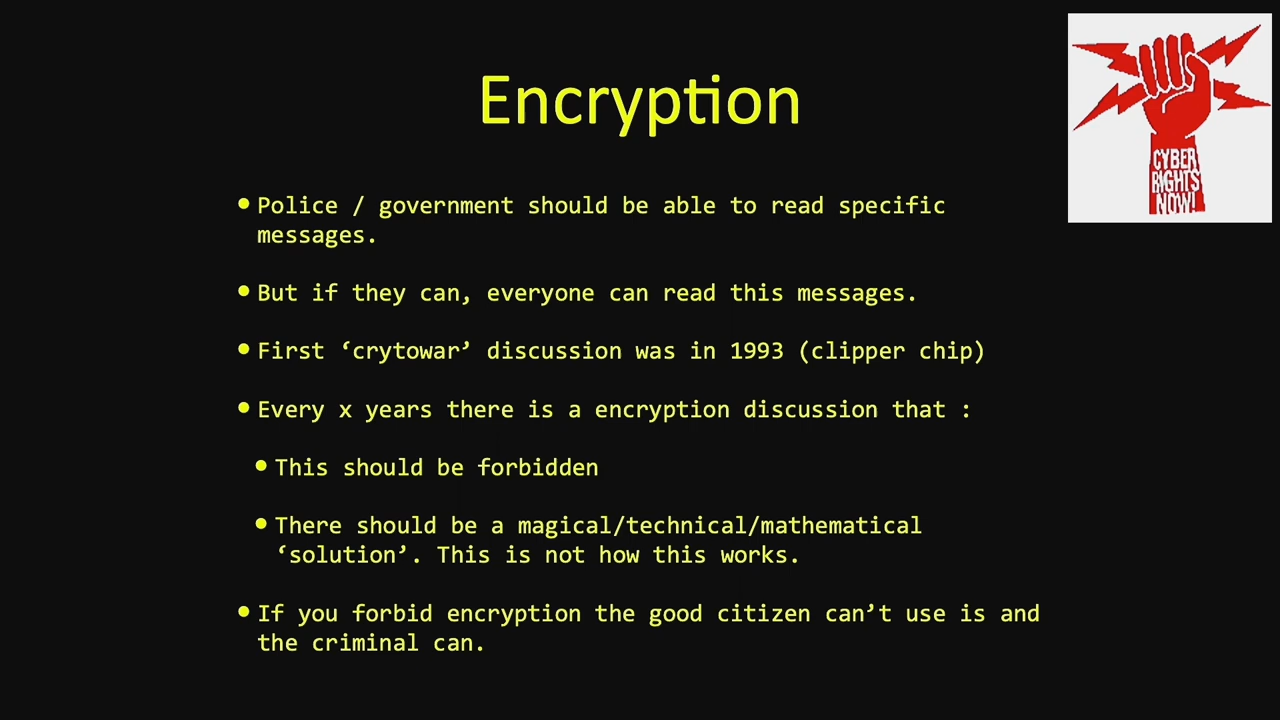 Encryption
CYBER
RIGHTS
NOW!
• Police / government should be able to read specific
messages.
• But if they can, everyone can read this messages.
• First ‘crytowar’ discussion was in 1993 (clipper chip)
• Every x years there is a encryption discussion that :
• This should be forbidden
• There should be a magical/technical/mathematical
‘solution’. This is not how this works.
• If you forbid encryption the good citizen can’t use is and
the criminal can.